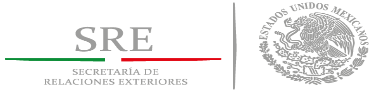 SRE
SECRETARÍA DE
RELACIONES EXTERIORES
ESTADOS UNIDOS MEXICANOS